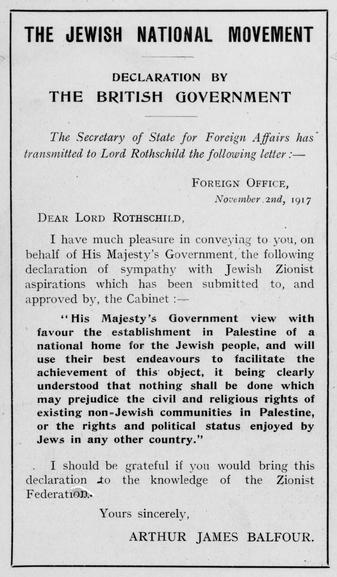 THE JEWISH NATIONAL MOVEMENT
DECLARATION BY
THE BRITISH GOVERNMENT
The Secretary of State for Foreign Affairs has
transmitted to Lord Rothschild the following letter:—
FOREIGN OFFICE,
November 2nd, 1917
DEAR LORD ROTHSCHILD,
I have much pleasure in conveying to you, on
behalf of His Majesty's Government, the following
declaration of sympathy with Jewish Zionist
aspirations which has been submitted to, and
approved by, the Cabinet:—
"His Majesty's Government view with
favour the establishment in Palestine of a
national home for the Jewish people, and will
use their best endeavours to facilitate the
achievement of this object, it being clearly
understood that nothing shall be done which
may prejudice the civil and religious rights of
existing non-Jewish communities in Palestine,
or the rights and political status enjoyed by
Jews in any other country."
I should be grateful if you would bring this
declaration to the knowledge of the Zionist
Federation.
Yours sincerely,
ARTHUR JAMES BALFOUR.